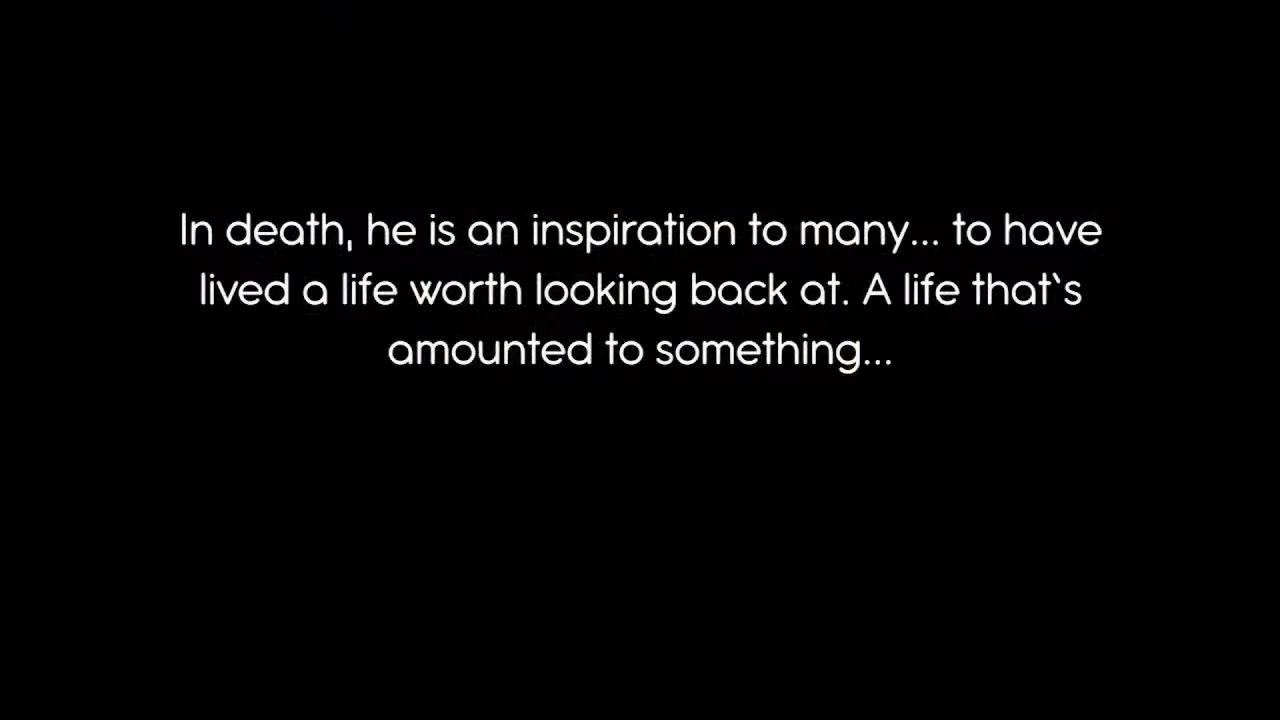 In death, he is an inspiration to many... to have
lived a life worth looking back at. A life that`s
amounted to something...